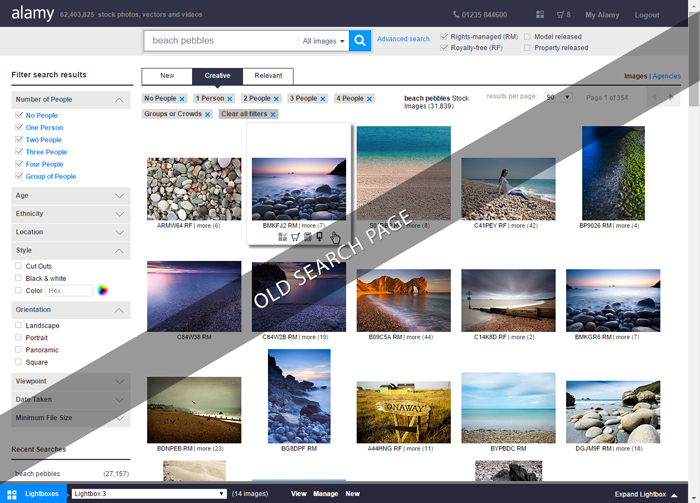 alamy
62,403,825 stock photos, vectors and videos
01235 844600
8
My Alamy
Logout
beach pebbles
All images
Advanced search
Rights-managed (RM)
Model released
Royalty-free (RF)
Property released
Filter search results
New
Creative
Relevant
Images | Agencies
Number of People
No People
One Person
Two People
Three People
Four People
Group of People
No People x
1 Person x
2 People x
3 People x
4 People x
Groups or Crowds x
Clear all filters x
beach pebbles Stock
Images (31,839)
results per page:
90
Page 1 of 354
ARMW64 RF | more (6)
BMKFJ2 RM | more (7)
more (8)
C41PEY RF | more (42)
BP9026 RM | more (4)
OLD SEARCH PAGE
Age
Ethnicity
Location
Style
Cut Outs
Black & white
Color
Hex
Orientation
Landscape
Portrait
Panoramic
Square
Viewpoint
Date Taken
Minimum File Size
C84W38 RM
C84W2B RM | more (19)
B09C5A RM | more (44)
C14K8D RF | more (2)
BMKGR6 RM | more (7)
ONAWAY
BDNPEB RM | more (23)
BG8DPF RM
A44HNG RF | more (11)
BYPBDC RM
DGJM9F RM | more (18)
Recent Searches
beach pebbles
(27,157)
Lightboxes
Lightbox 3
(14 images)
View
Manage
New
Expand Lightbox